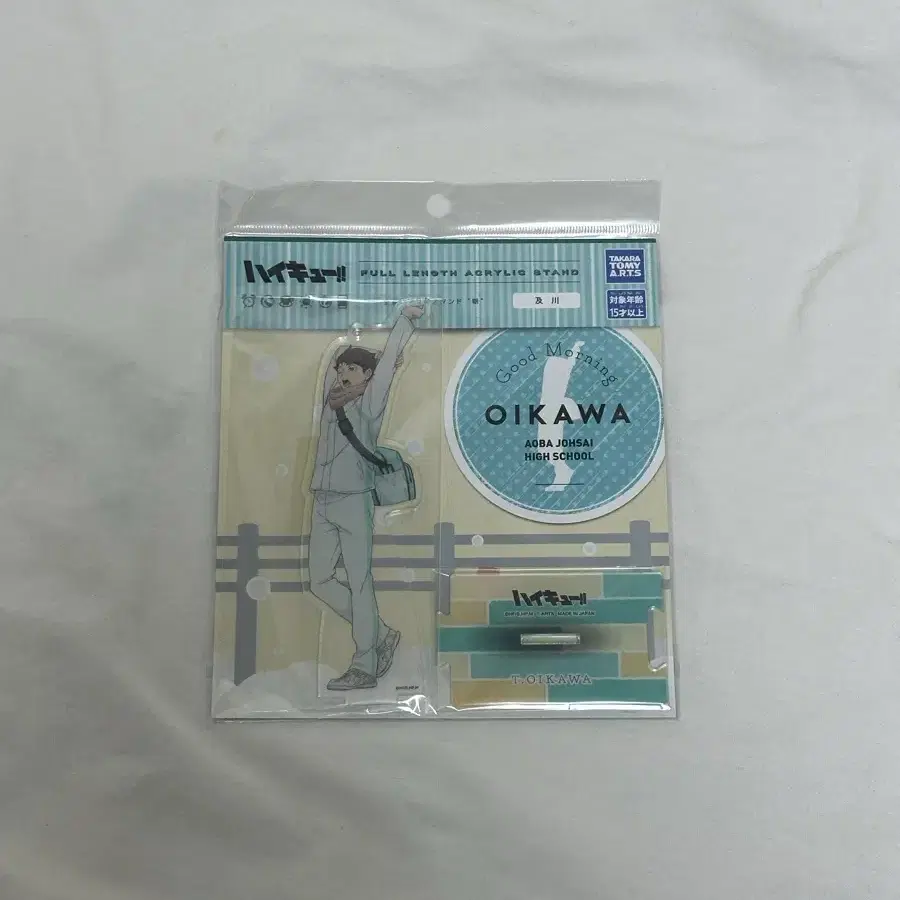 ハイキュー!!
FULL LENGTH ACRYLIC STAND
TAKARA
TOMY
A.R.T.S
対象年齢
15才以上
及川
Good Morning
OIKAWA
AOBA JOHSAI
HIGH SCHOOL
ハイキュー!!
MADE IN JAPAN
T.OIKAWA